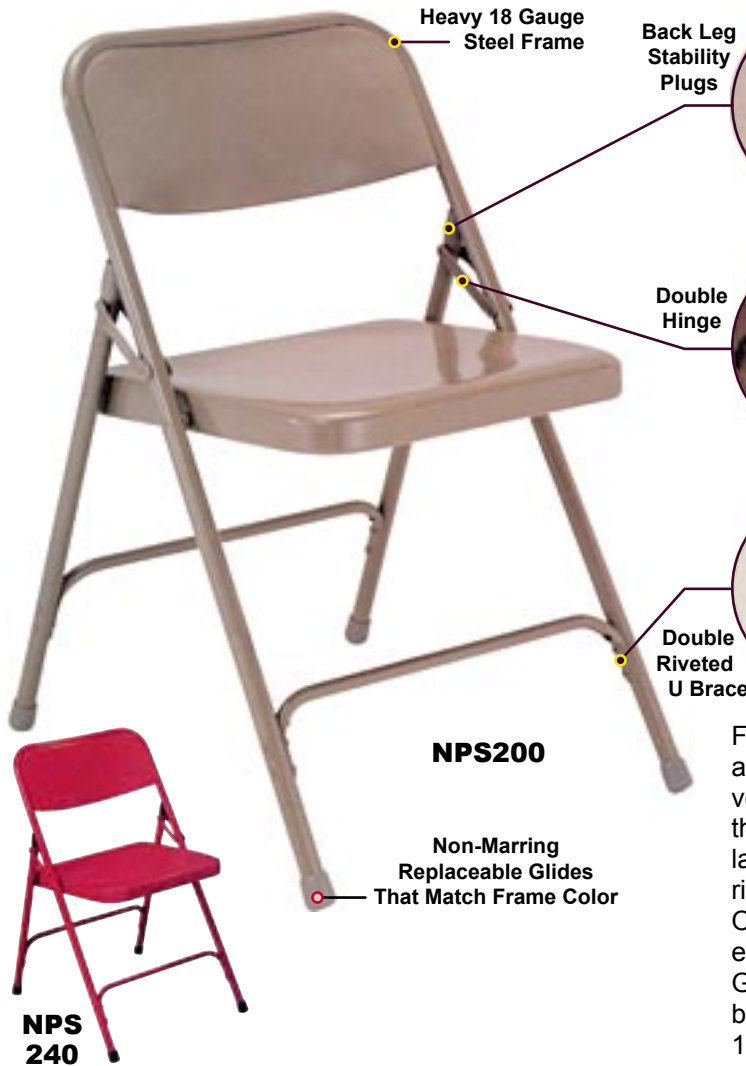 Heavy 18 Gauge
Steel Frame
Back Leg
Stability
Plugs
Double
Hinge
Double
Riveted
U Brace
NPS200
Non-Marring
Replaceable Glides
That Match Frame Color
NPS
240